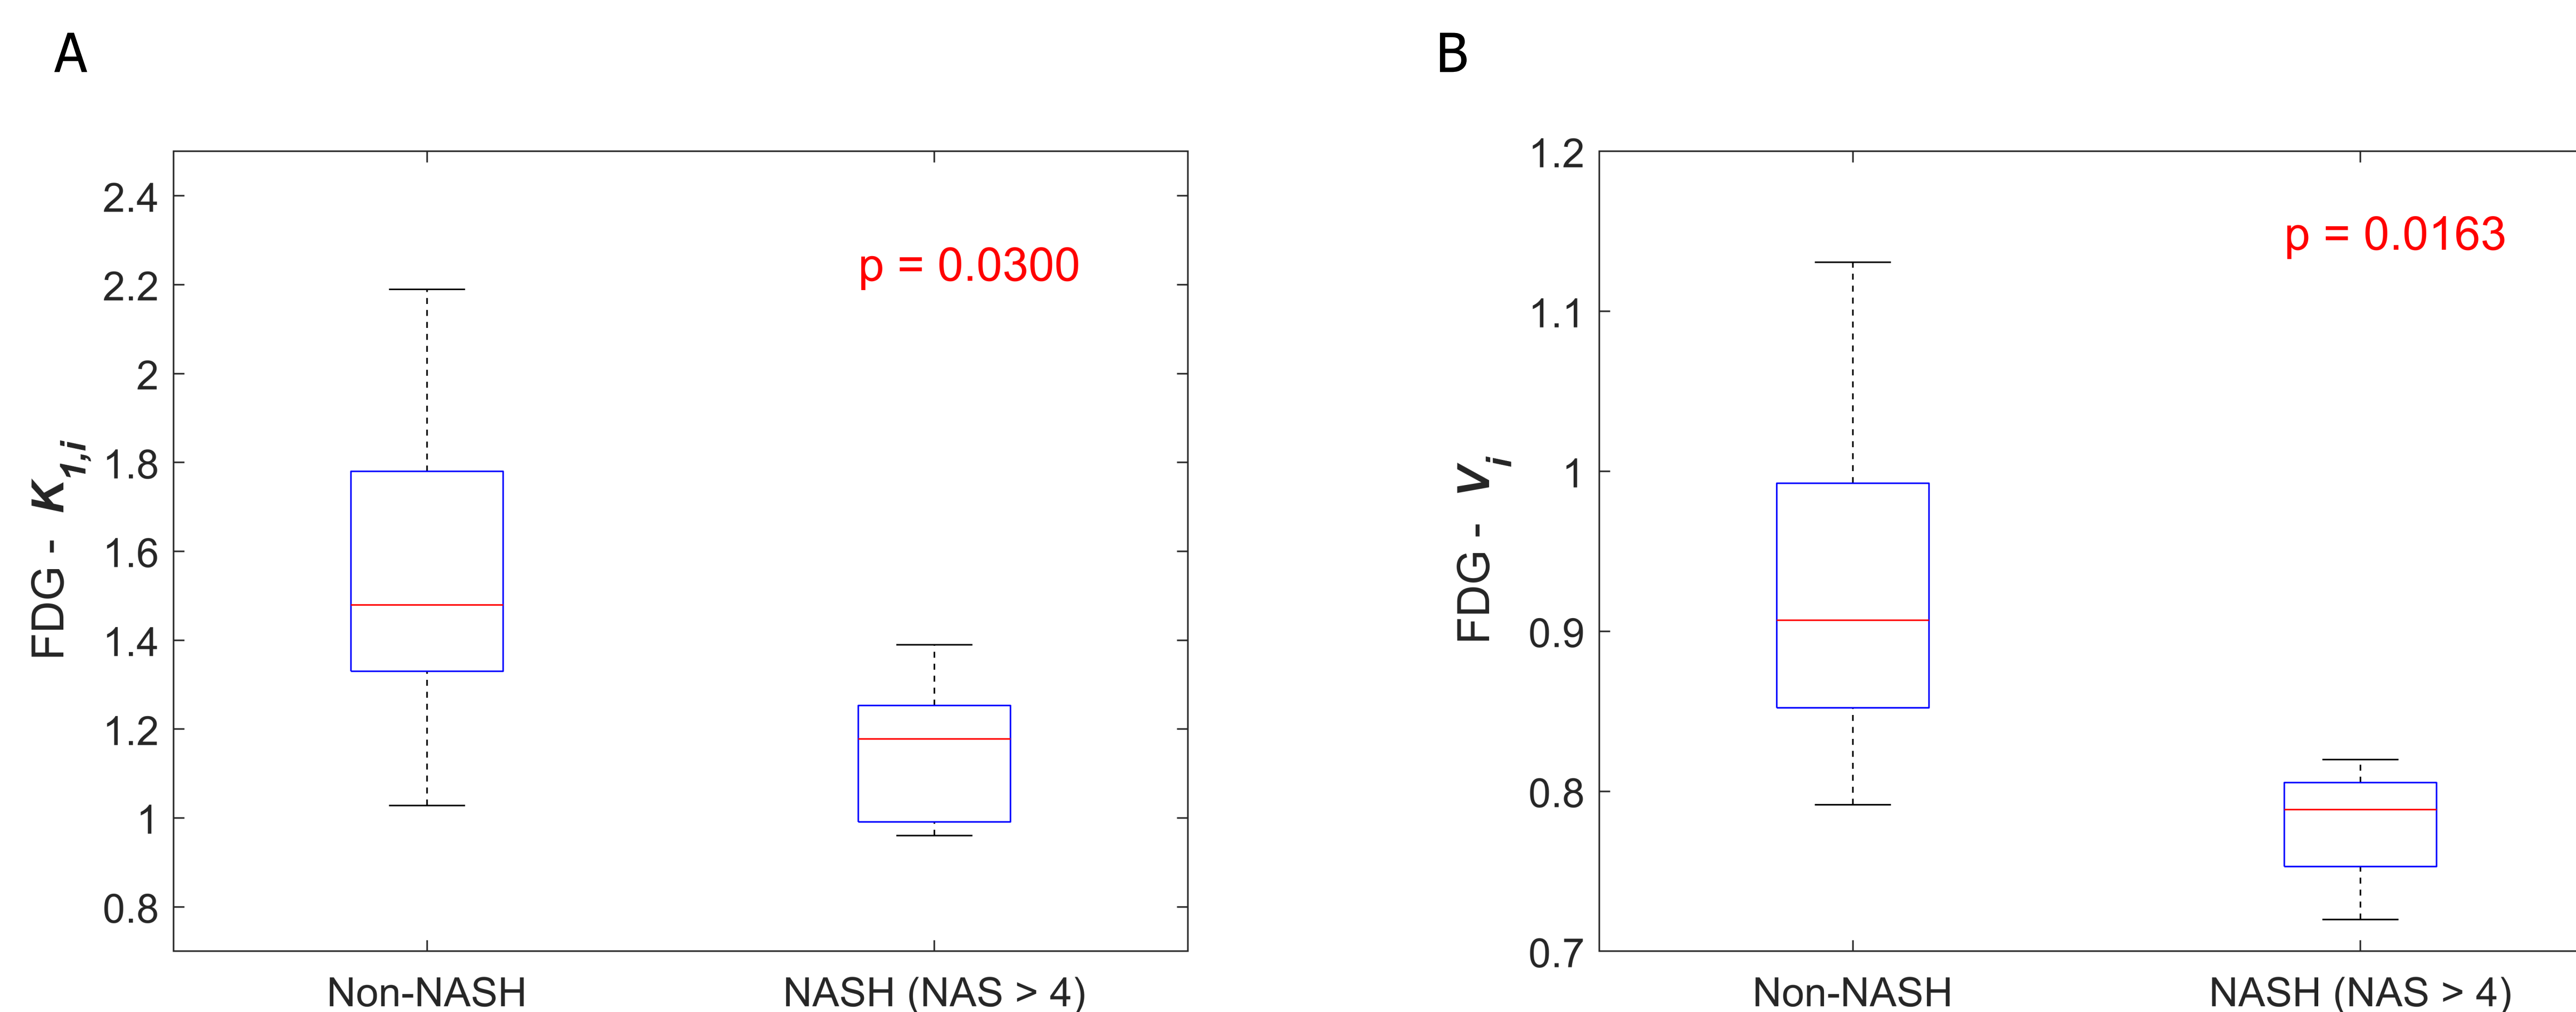 A
2.4
2.2
2
1.8
1.6
1.4
1.2
1
0.8
FDG - K1,i
p = 0.0300
Non-NASH
NASH (NAS > 4)
B
1.2
1.1
1
0.9
0.8
0.7
FDG - vi
p = 0.0163
Non-NASH
NASH (NAS > 4)